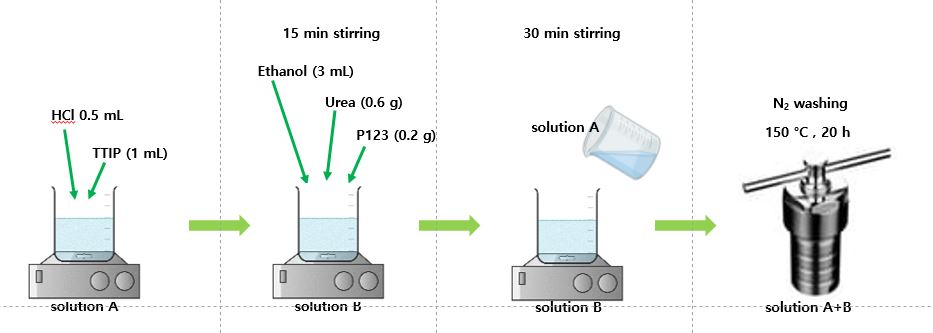 HCl 0.5 mL
TTIP (1 mL)
solution A
15 min stirring
Ethanol (3 mL)
Urea (0.6 g)
P123 (0.2 g)
solution B
30 min stirring
solution A
solution B
N₂ washing
150 °C , 20 h
solution A+B